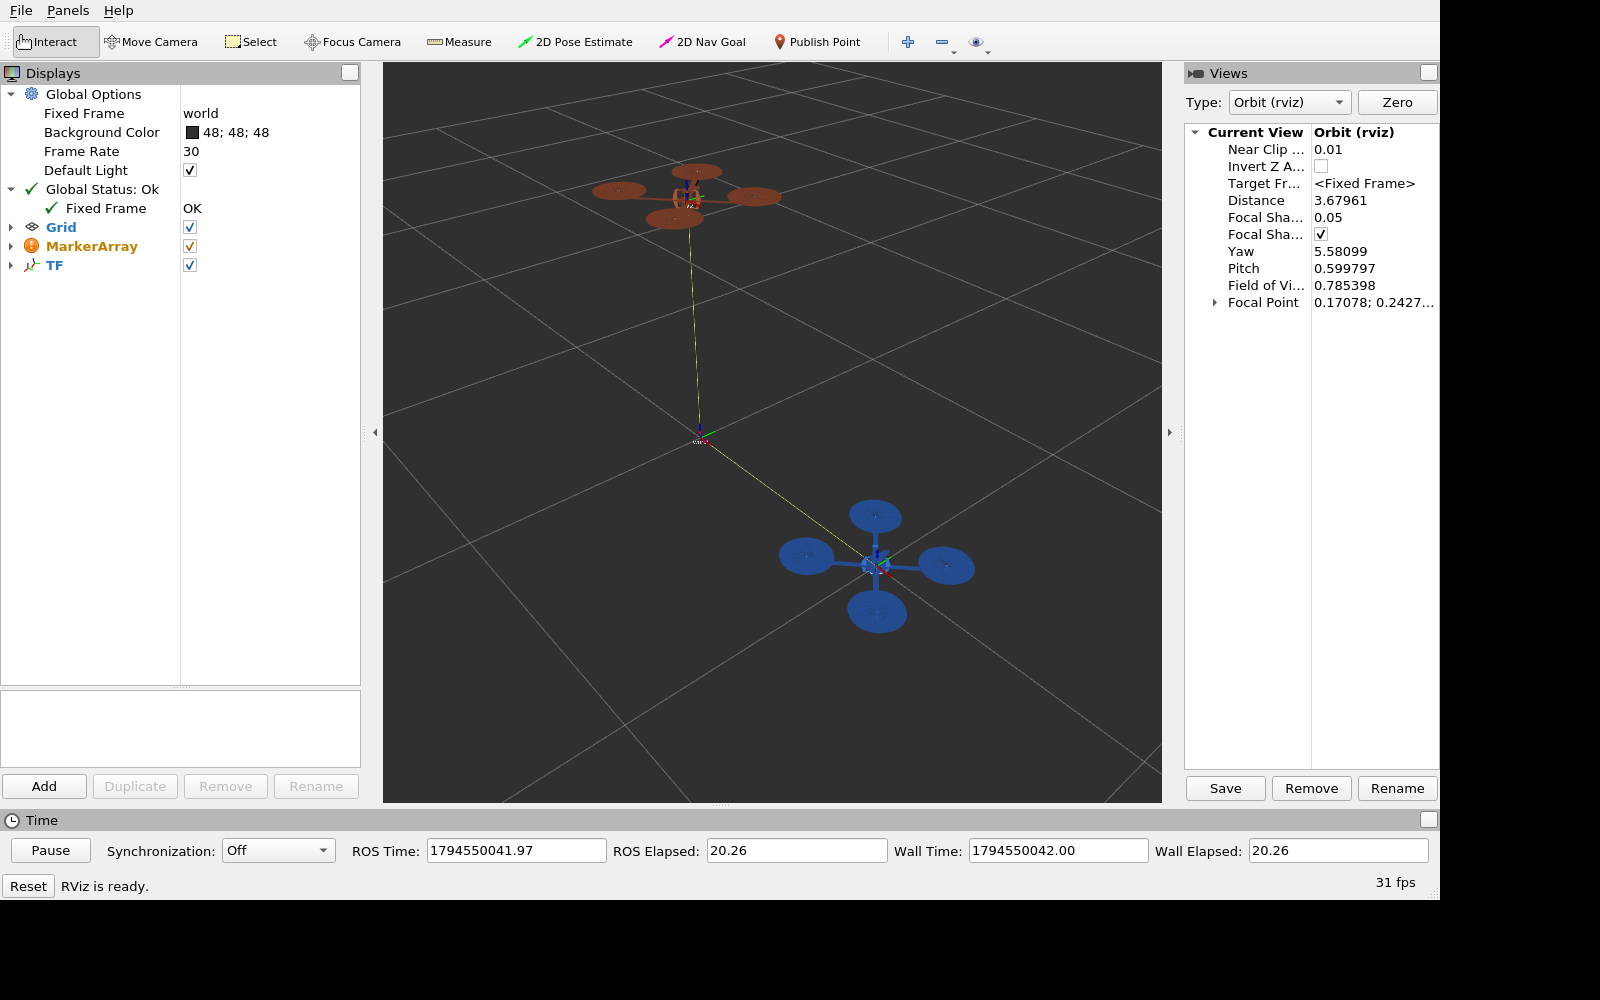 File Panels Help
Interact Move Camera Select Focus Camera Measure 2D Pose Estimate 2D Nav Goal Publish Point
Displays
Global Options
Fixed Frame world
Background Color 48; 48; 48
Frame Rate 30
Default Light
Global Status: Ok
Fixed Frame OK
Grid
MarkerArray
TF
Add Duplicate Remove Rename
Views
Type: Orbit (rviz) Zero
Current View Orbit (rviz)
Near Clip ... 0.01
Invert Z A...
Target Fr... <Fixed Frame>
Distance 3.67961
Focal Sha... 0.05
Focal Sha...
Yaw 5.58099
Pitch 0.599797
Field of Vi... 0.785398
Focal Point 0.17078; 0.2427...
Save Remove Rename
Time
Pause Synchronization: Off ROS Time: 1794550041.97 ROS Elapsed: 20.26 Wall Time: 1794550042.00 Wall Elapsed: 20.26
Reset RViz is ready. 31 fps